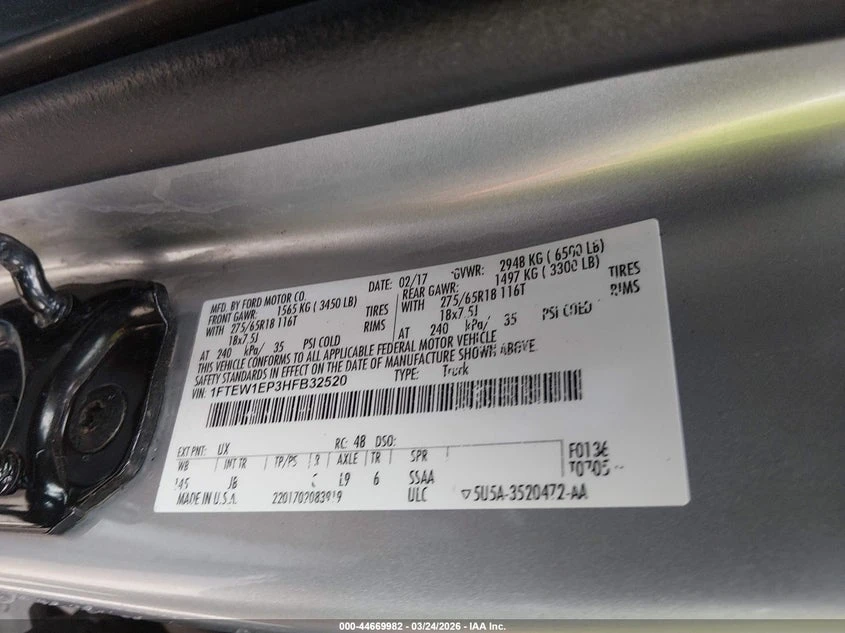 MFD. BY FORD MOTOR CO.
DATE: 02/17 GVWR: 2948 KG ( 6500 LB)
FRONT GAWR: 1565 KG ( 3450 LB) REAR GAWR: 1497 KG ( 3300 LB)
WITH 275/65R18 116T TIRES WITH 275/65R18 116T TIRES
18x7.5J RIMS 18x7.5J RIMS
AT 240 kPa/ 35 PSI COLD AT 240 kPa/ 35 PSI COLD
THIS VEHICLE CONFORMS TO ALL APPLICABLE FEDERAL MOTOR VEHICLE
SAFETY STANDARDS IN EFFECT ON THE DATE OF MANUFACTURE SHOWN ABOVE.
VIN: 1FTEW1EP3HFB32520 TYPE: Truck
EXT PNT: UX RC: 48 DSO: F0136
WB INT TR TP/PS R AXLE TR SPR
145 JB L9 6 SSAA
MADE IN U.S.A. ULC ▽5U5A-3520472-AA
000-44669982 - 03/24/2026 - IAA Inc.